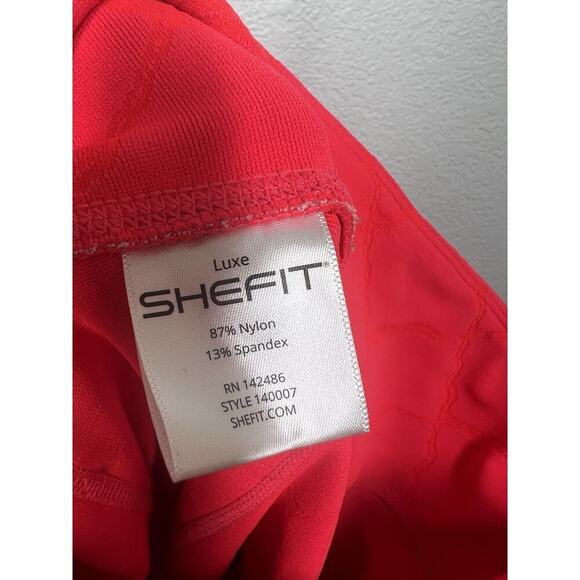 Luxe
SHEFIT®
87% Nylon
13% Spandex
RN 142486
STYLE 140007
SHEFIT.COM